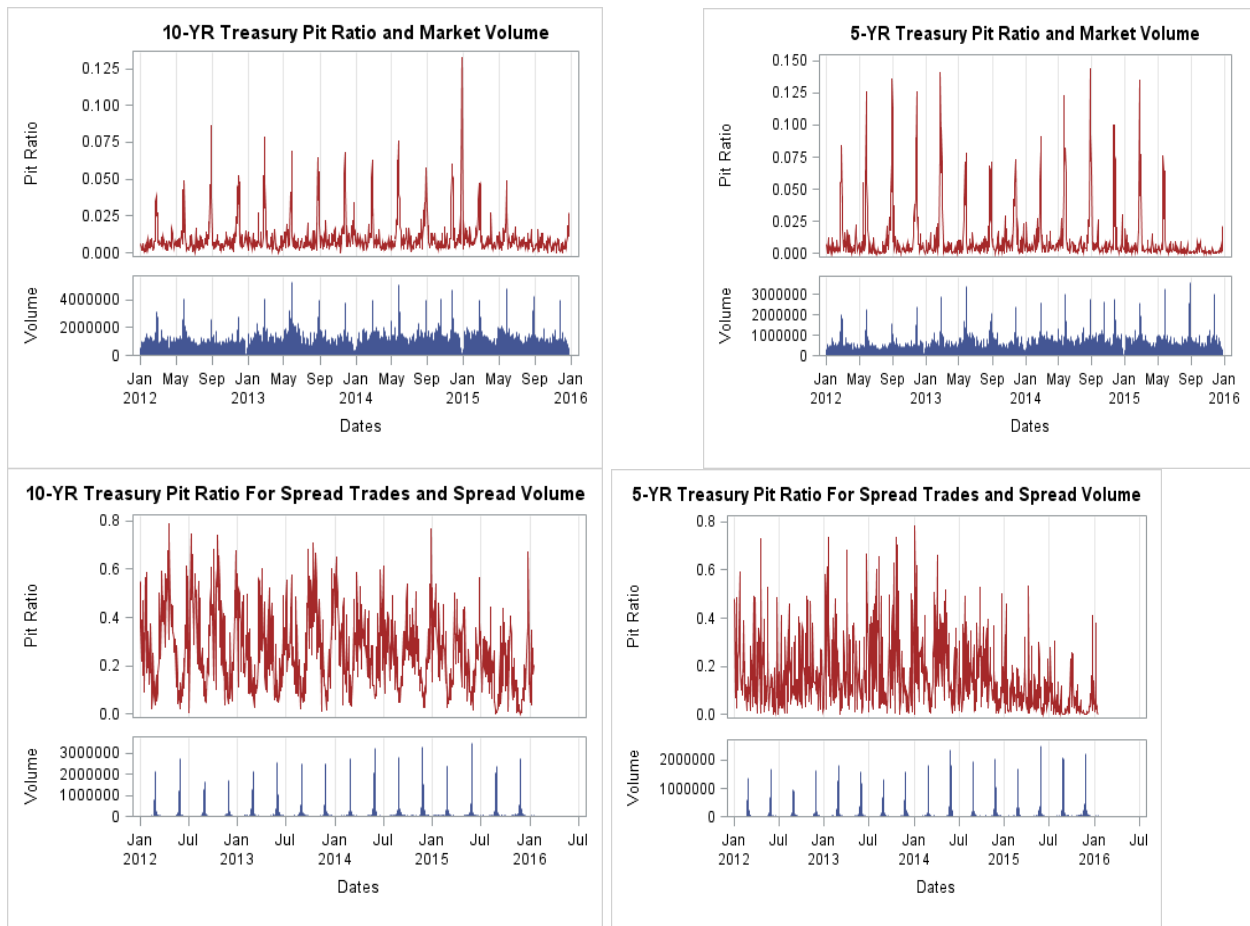 10-YR Treasury Pit Ratio and Market Volume
Pit Ratio
0.125
0.100
0.075
0.050
0.025
0.000
Volume
4000000
2000000
0
Jan May Sep Jan May Sep Jan May Sep Jan May Sep Jan
2012 2013 2014 2015 2016
Dates
5-YR Treasury Pit Ratio and Market Volume
Pit Ratio
0.150
0.125
0.100
0.075
0.050
0.025
0.000
Volume
3000000
2000000
1000000
0
Jan May Sep Jan May Sep Jan May Sep Jan May Sep Jan
2012 2013 2014 2015 2016
Dates
10-YR Treasury Pit Ratio For Spread Trades and Spread Volume
Pit Ratio
0.8
0.6
0.4
0.2
0.0
Volume
3000000
2000000
1000000
0
Jan Jul Jan Jul Jan Jul Jan Jul Jan Jul
2012 2013 2014 2015 2016
Dates
5-YR Treasury Pit Ratio For Spread Trades and Spread Volume
Pit Ratio
0.8
0.6
0.4
0.2
0.0
Volume
2000000
1000000
0
Jan Jul Jan Jul Jan Jul Jan Jul Jan Jul
2012 2013 2014 2015 2016
Dates